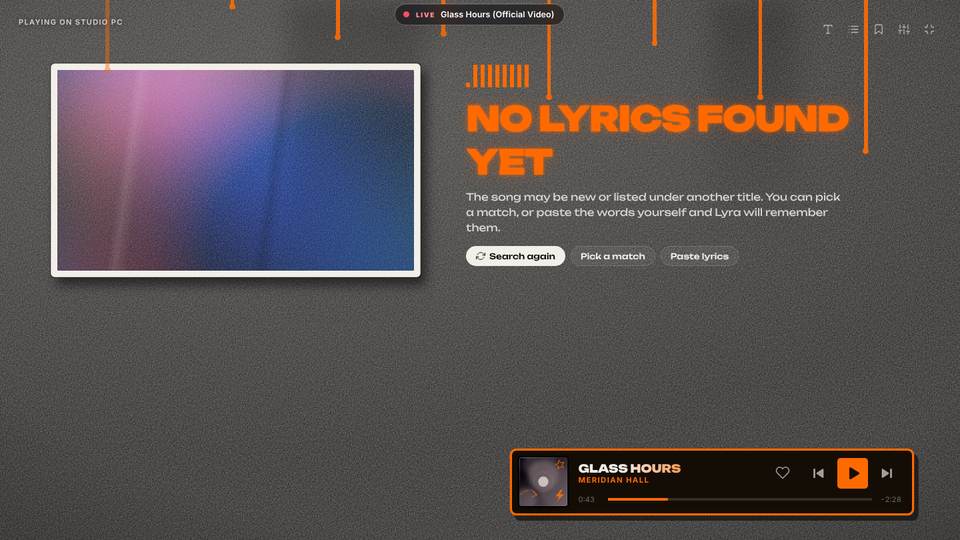 PLAYING ON STUDIO PC
LIVE Glass Hours (Official Video)
NO LYRICS FOUND
YET
The song may be new or listed under another title. You can pick
a match, or paste the words yourself and Lyra will remember
them.
Search again
Pick a match
Paste lyrics
GLASS HOURS
MERIDIAN HALL
0:43
-2:28